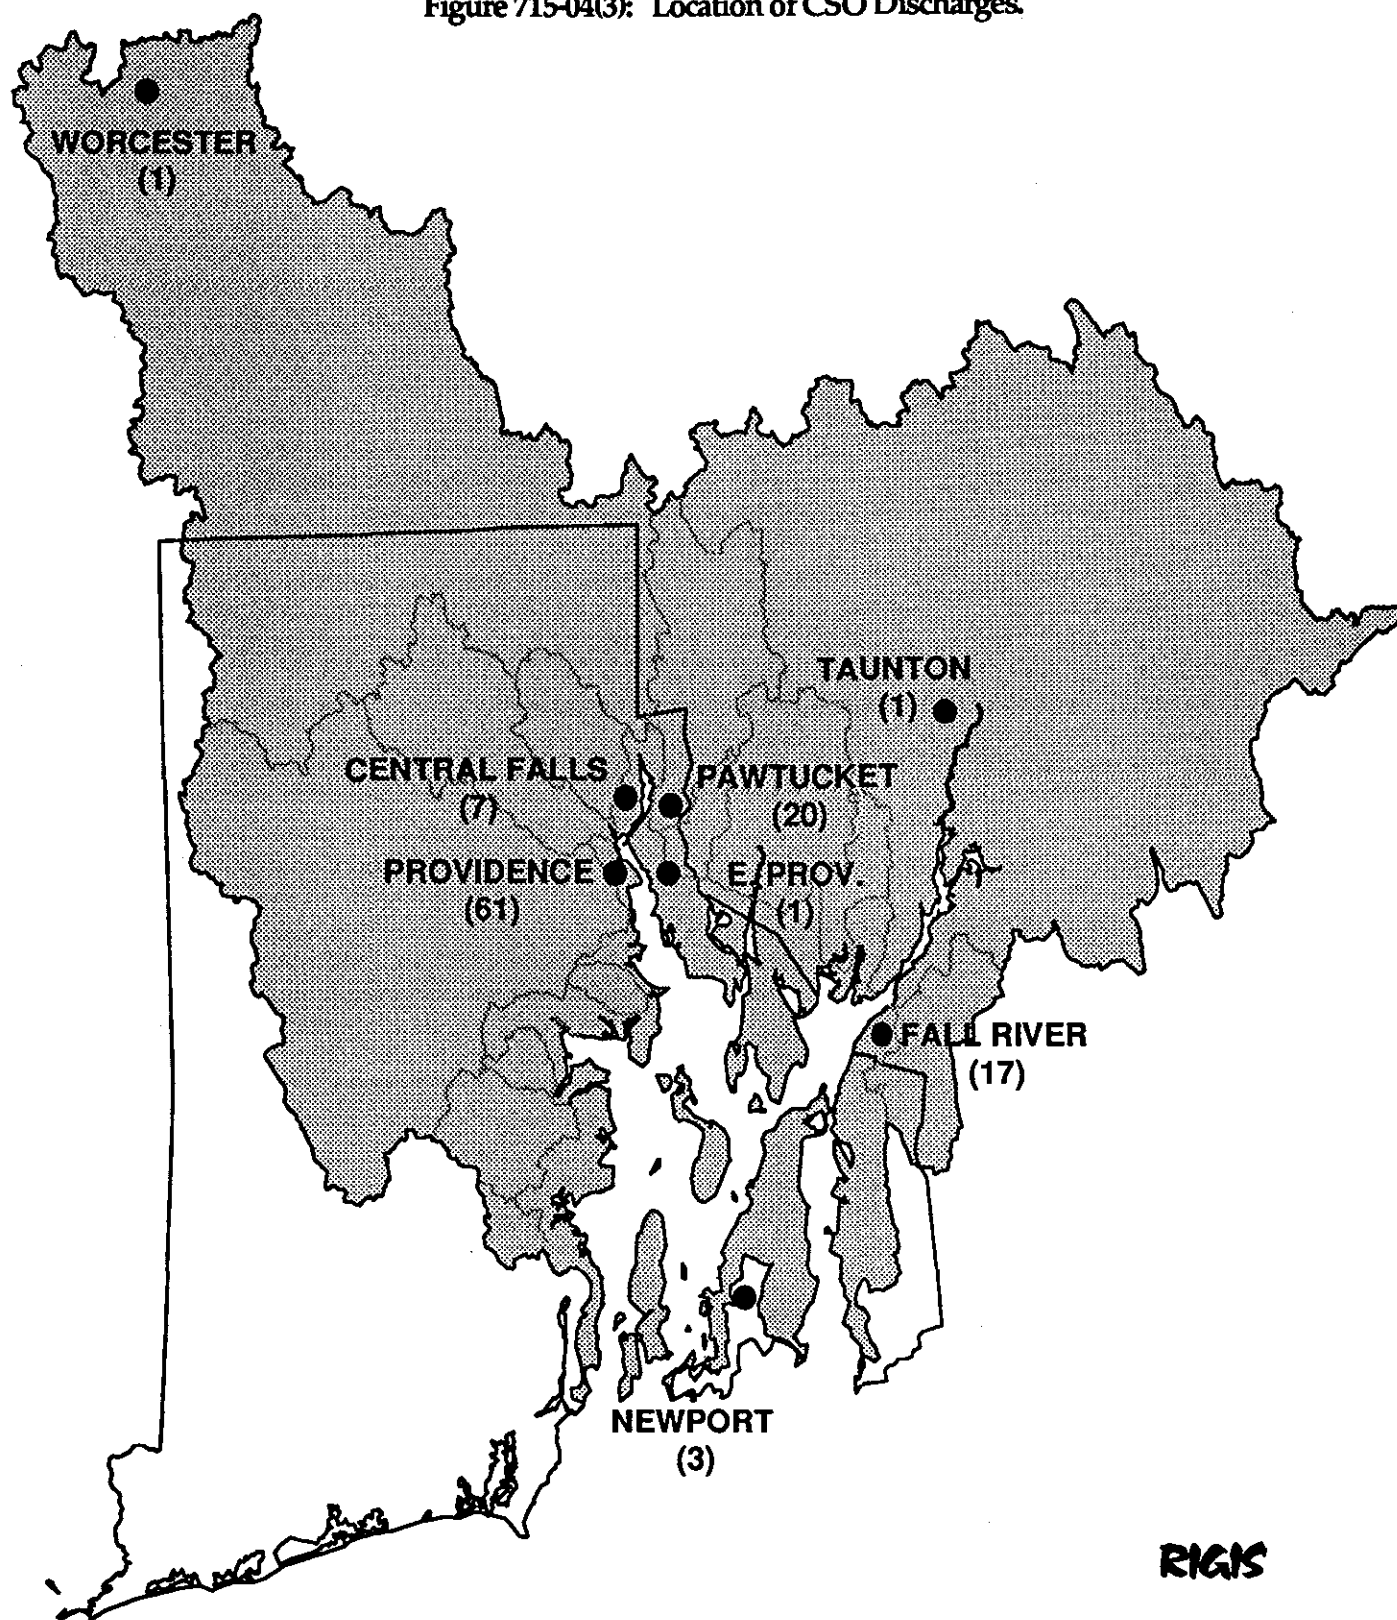 Figure 715-04(3): Location of CSO Discharges.
WORCESTER
(1)
TAUNTON
(1)
CENTRAL FALLS
(7)
PAWTUCKET
(20)
PROVIDENCE
(61)
E. PROV.
(1)
FALL RIVER
(17)
NEWPORT
(3)
RIGIS